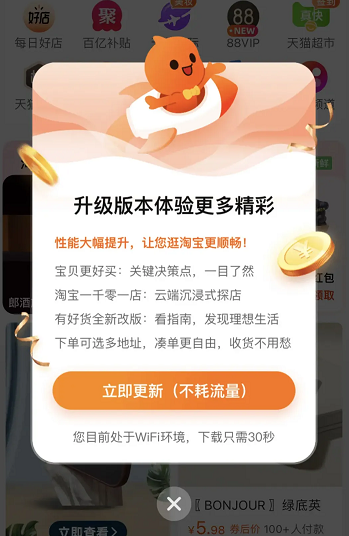 好店
聚
88
NEW
每日好店
百亿补贴
88VIP
天猫超市
升级版本体验更多精彩
性能大幅提升，让您逛淘宝更顺畅！
宝贝更好买：关键决策点，一目了然
淘宝一千零一店：云端沉浸式探店
有好货全新改版：看指南，发现理想生活
下单可选多地址，凑单更自由，收货不用愁
立即更新（不耗流量）
您目前处于WiFi环境，下载只需30秒
郎酒
红包
领取
立即查看>
〖BONJOUR〗绿底英
¥5.98 券后价 100+人付款